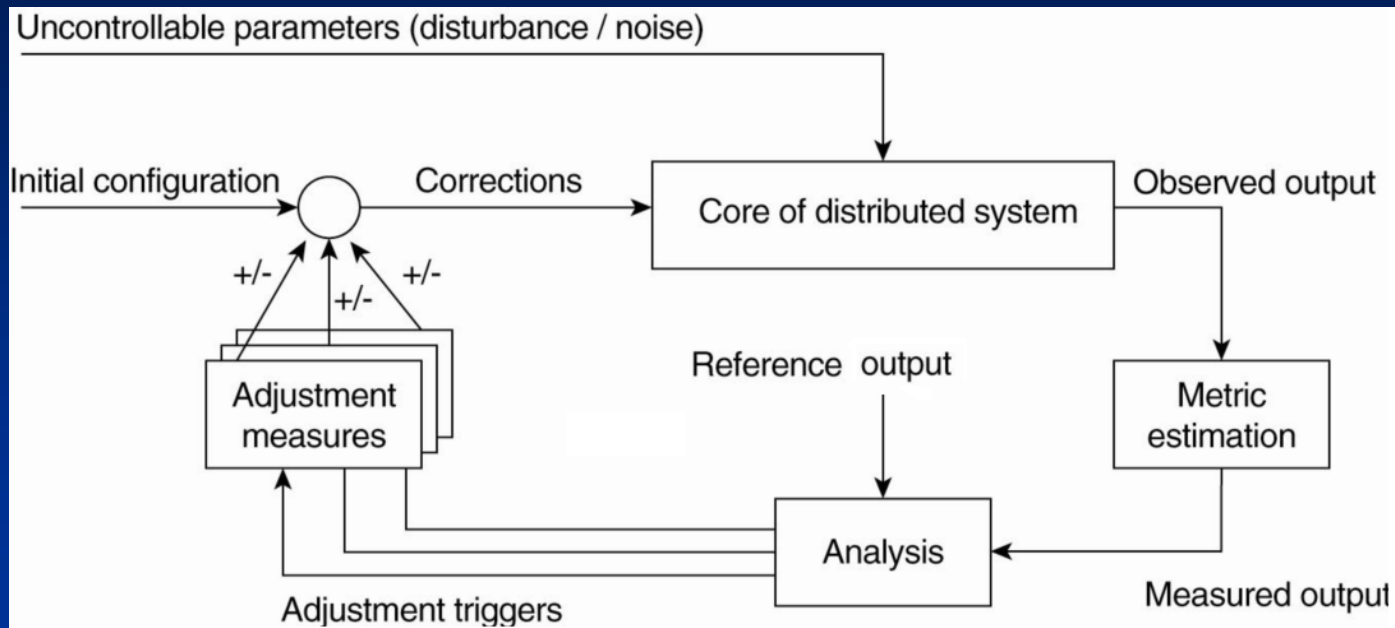 Uncontrollable parameters (disturbance / noise)
Initial configuration
Corrections
Core of distributed system
Observed output
+/-
+/-
+/-
Reference output
Adjustment
measures
Metric
estimation
Analysis
Adjustment triggers
Measured output